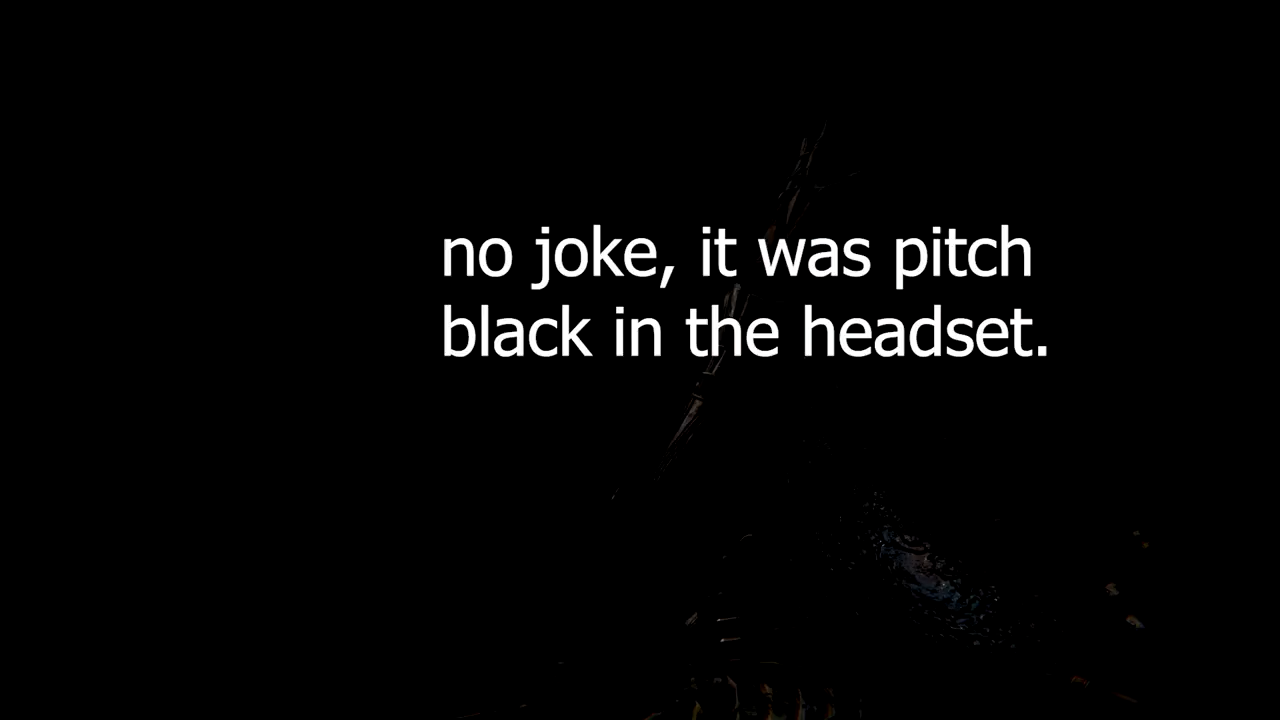 no joke, it was pitch
black in the headset.